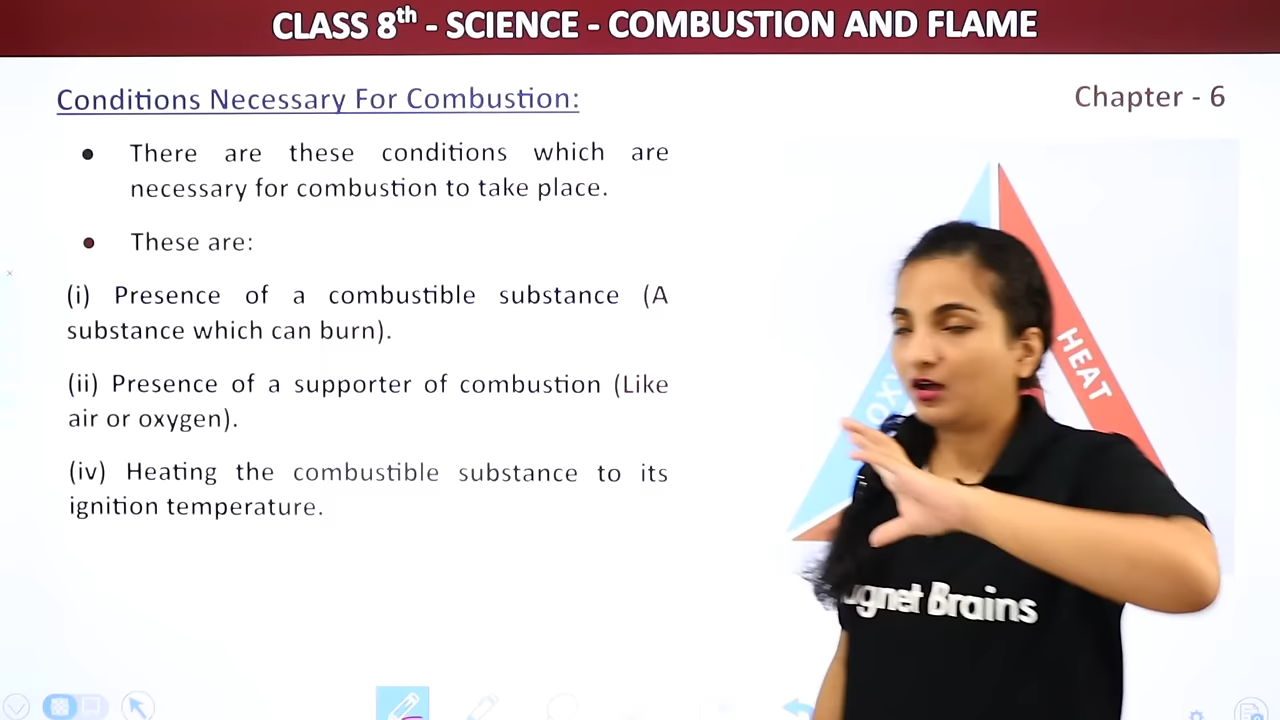 CLASS 8th - SCIENCE - COMBUSTION AND FLAME
Conditions Necessary For Combustion:
Chapter - 6
● There are these conditions which are
necessary for combustion to take place.
● These are:
(i) Presence of a combustible substance (A
substance which can burn).
(ii) Presence of a supporter of combustion (Like
air or oxygen).
(iv) Heating the combustible substance to its
ignition temperature.
OXY
HEAT
agnet Brains